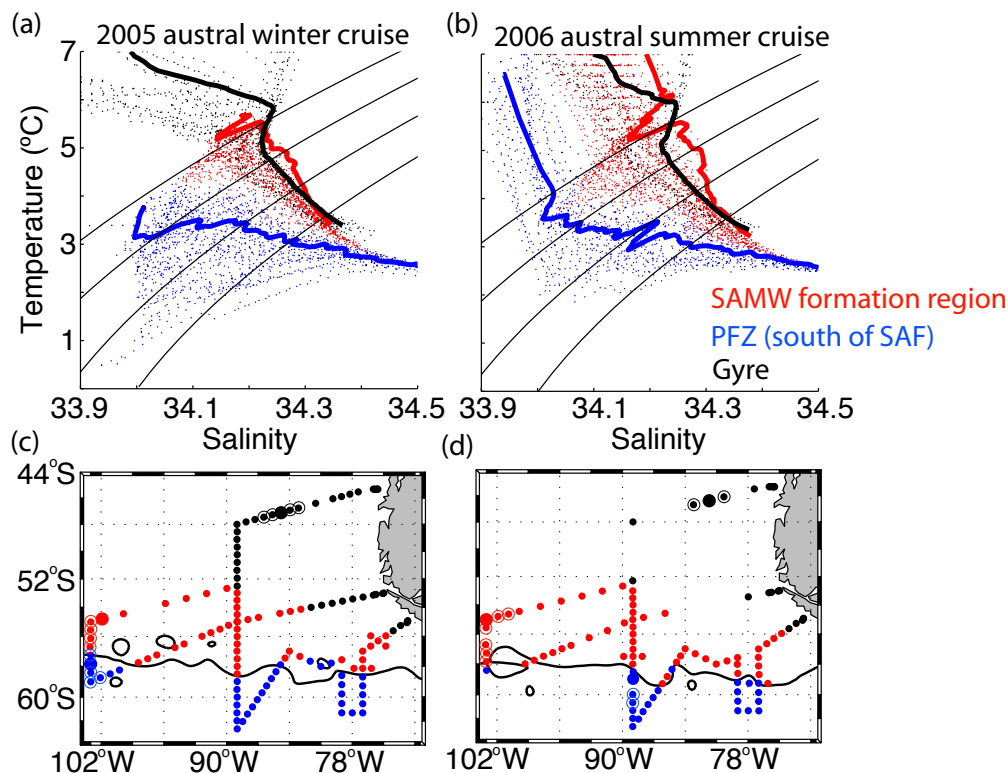 (a) 2005 austral winter cruise
(b) 2006 austral summer cruise
7
5
3
1
Temperature (ºC)
SAMW formation region
PFZ (south of SAF)
Gyre
33.9 34.1 34.3 34.5
33.9 34.1 34.3 34.5
Salinity
Salinity
(c)
(d)
44°S
52°S
60°S
102°W 90°W 78°W
102°W 90°W 78°W